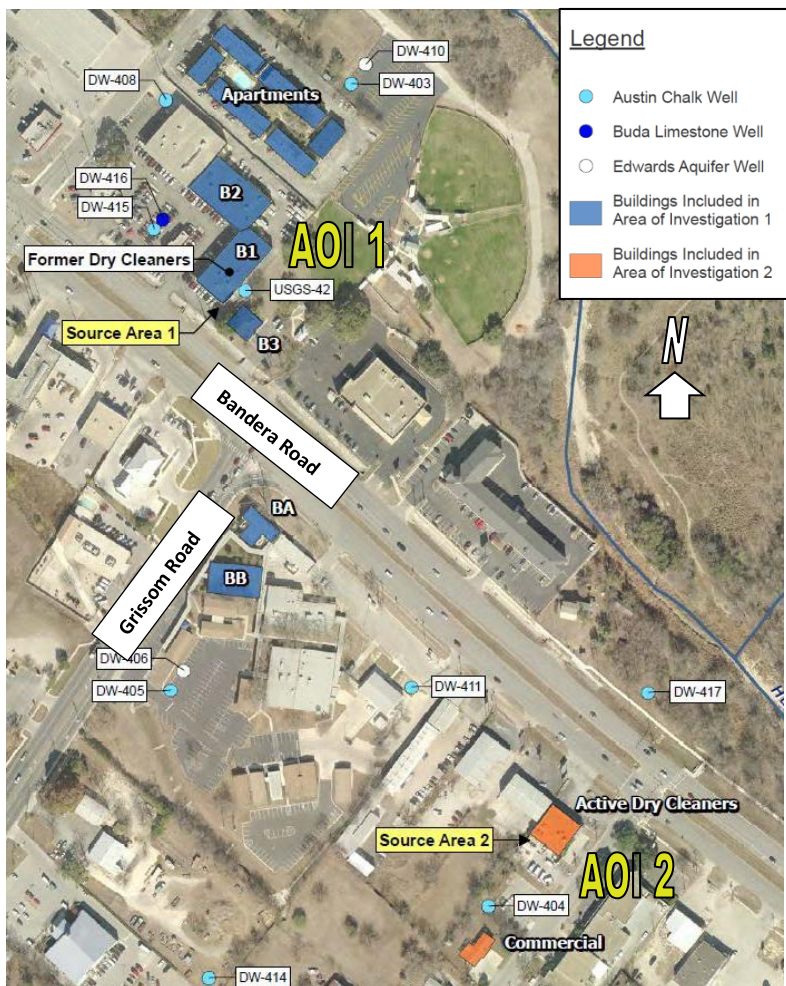 Legend
Austin Chalk Well
Buda Limestone Well
Edwards Aquifer Well
Buildings Included in
Area of Investigation 1
Buildings Included in
Area of Investigation 2
N
DW-410
DW-403
DW-408
Apartments
DW-416
DW-415
B2
B1
AOI 1
Former Dry Cleaners
USGS-42
Source Area 1
B3
Bandera Road
BA
Grissom Road
BB
DW-406
DW-405
DW-411
DW-417
Active Dry Cleaners
Source Area 2
AOI 2
DW-404
Commercial
DW-414